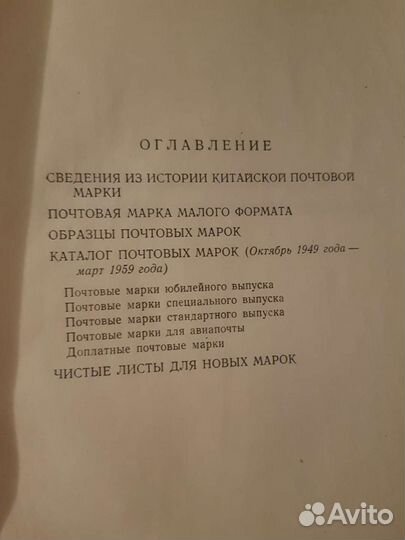 ОГЛАВЛЕНИЕ
СВЕДЕНИЯ ИЗ ИСТОРИИ КИТАЙСКОЙ ПОЧТОВОЙ
МАРКИ
ПОЧТОВАЯ МАРКА МАЛОГО ФОРМАТА
ОБРАЗЦЫ ПОЧТОВЫХ МАРОК
КАТАЛОГ ПОЧТОВЫХ МАРОК (Октябрь 1949 года —
март 1959 года)
Почтовые марки юбилейного выпуска
Почтовые марки специального выпуска
Почтовые марки стандартного выпуска
Почтовые марки для авиапочты
Доплатные почтовые марки
ЧИСТЫЕ ЛИСТЫ ДЛЯ НОВЫХ МАРОК
Avito